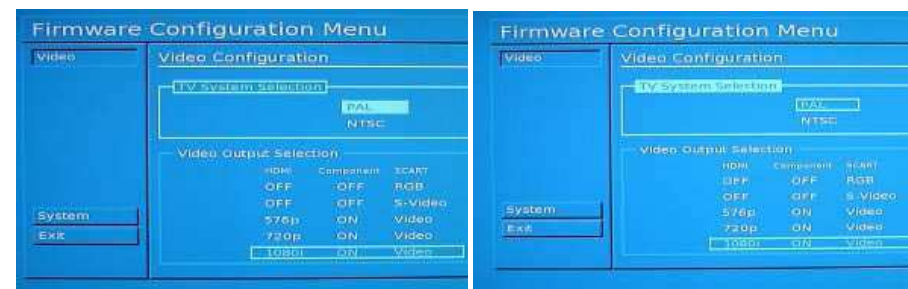 Firmware Configuration Menu
Video
Video Configuration
TV System Selection
PAL
NTSC
Video Output Selection
HDMI Component SCART
OFF OFF RGB
OFF OFF S-Video
576p ON Video
720p ON Video
1080i ON Video
System
Exit
Firmware Configuration Menu
Video
Video Configuration
TV System Selection
PAL
NTSC
Video Output Selection
HDMI Component SCART
OFF OFF RGB
OFF OFF S-Video
576p ON Video
720p ON Video
1080i ON Video
System
Exit